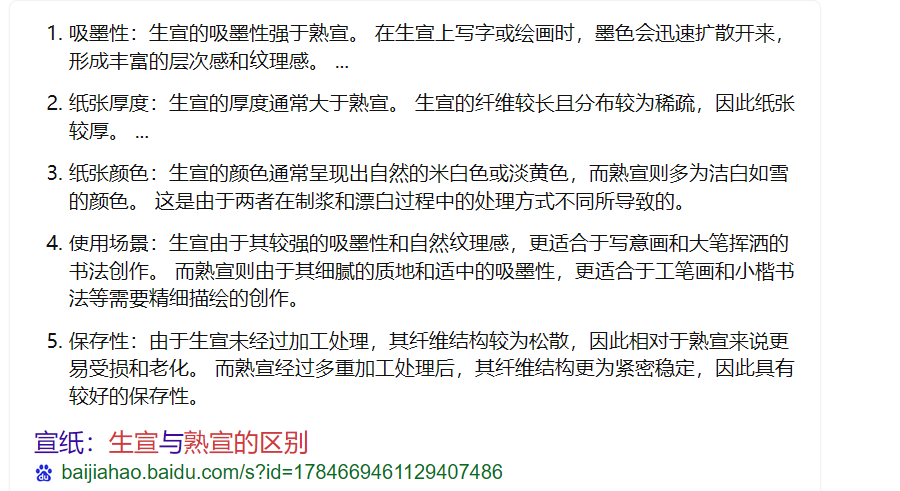 1. 吸墨性：生宣的吸墨性强于熟宣。 在生宣上写字或绘画时，墨色会迅速扩散开来，
形成丰富的层次感和纹理感。 ...
2. 纸张厚度：生宣的厚度通常大于熟宣。 生宣的纤维较长且分布较为稀疏，因此纸张
较厚。 ...
3. 纸张颜色：生宣的颜色通常呈现出自然的米白色或淡黄色，而熟宣则多为洁白如雪
的颜色。 这是由于两者在制浆和漂白过程中的处理方式不同所导致的。
4. 使用场景：生宣由于其较强的吸墨性和自然纹理感，更适合于写意画和大笔挥洒的
书法创作。 而熟宣则由于其细腻的质地和适中的吸墨性，更适合于工笔画和小楷书
法等需要精细描绘的创作。
5. 保存性：由于生宣未经过加工处理，其纤维结构较为松散，因此相对于熟宣来说更
易受损和老化。 而熟宣经过多重加工处理后，其纤维结构更为紧密稳定，因此具有
较好的保存性。
宣纸：生宣与熟宣的区别
du baijiahao.baidu.com/s?id=1784669461129407486